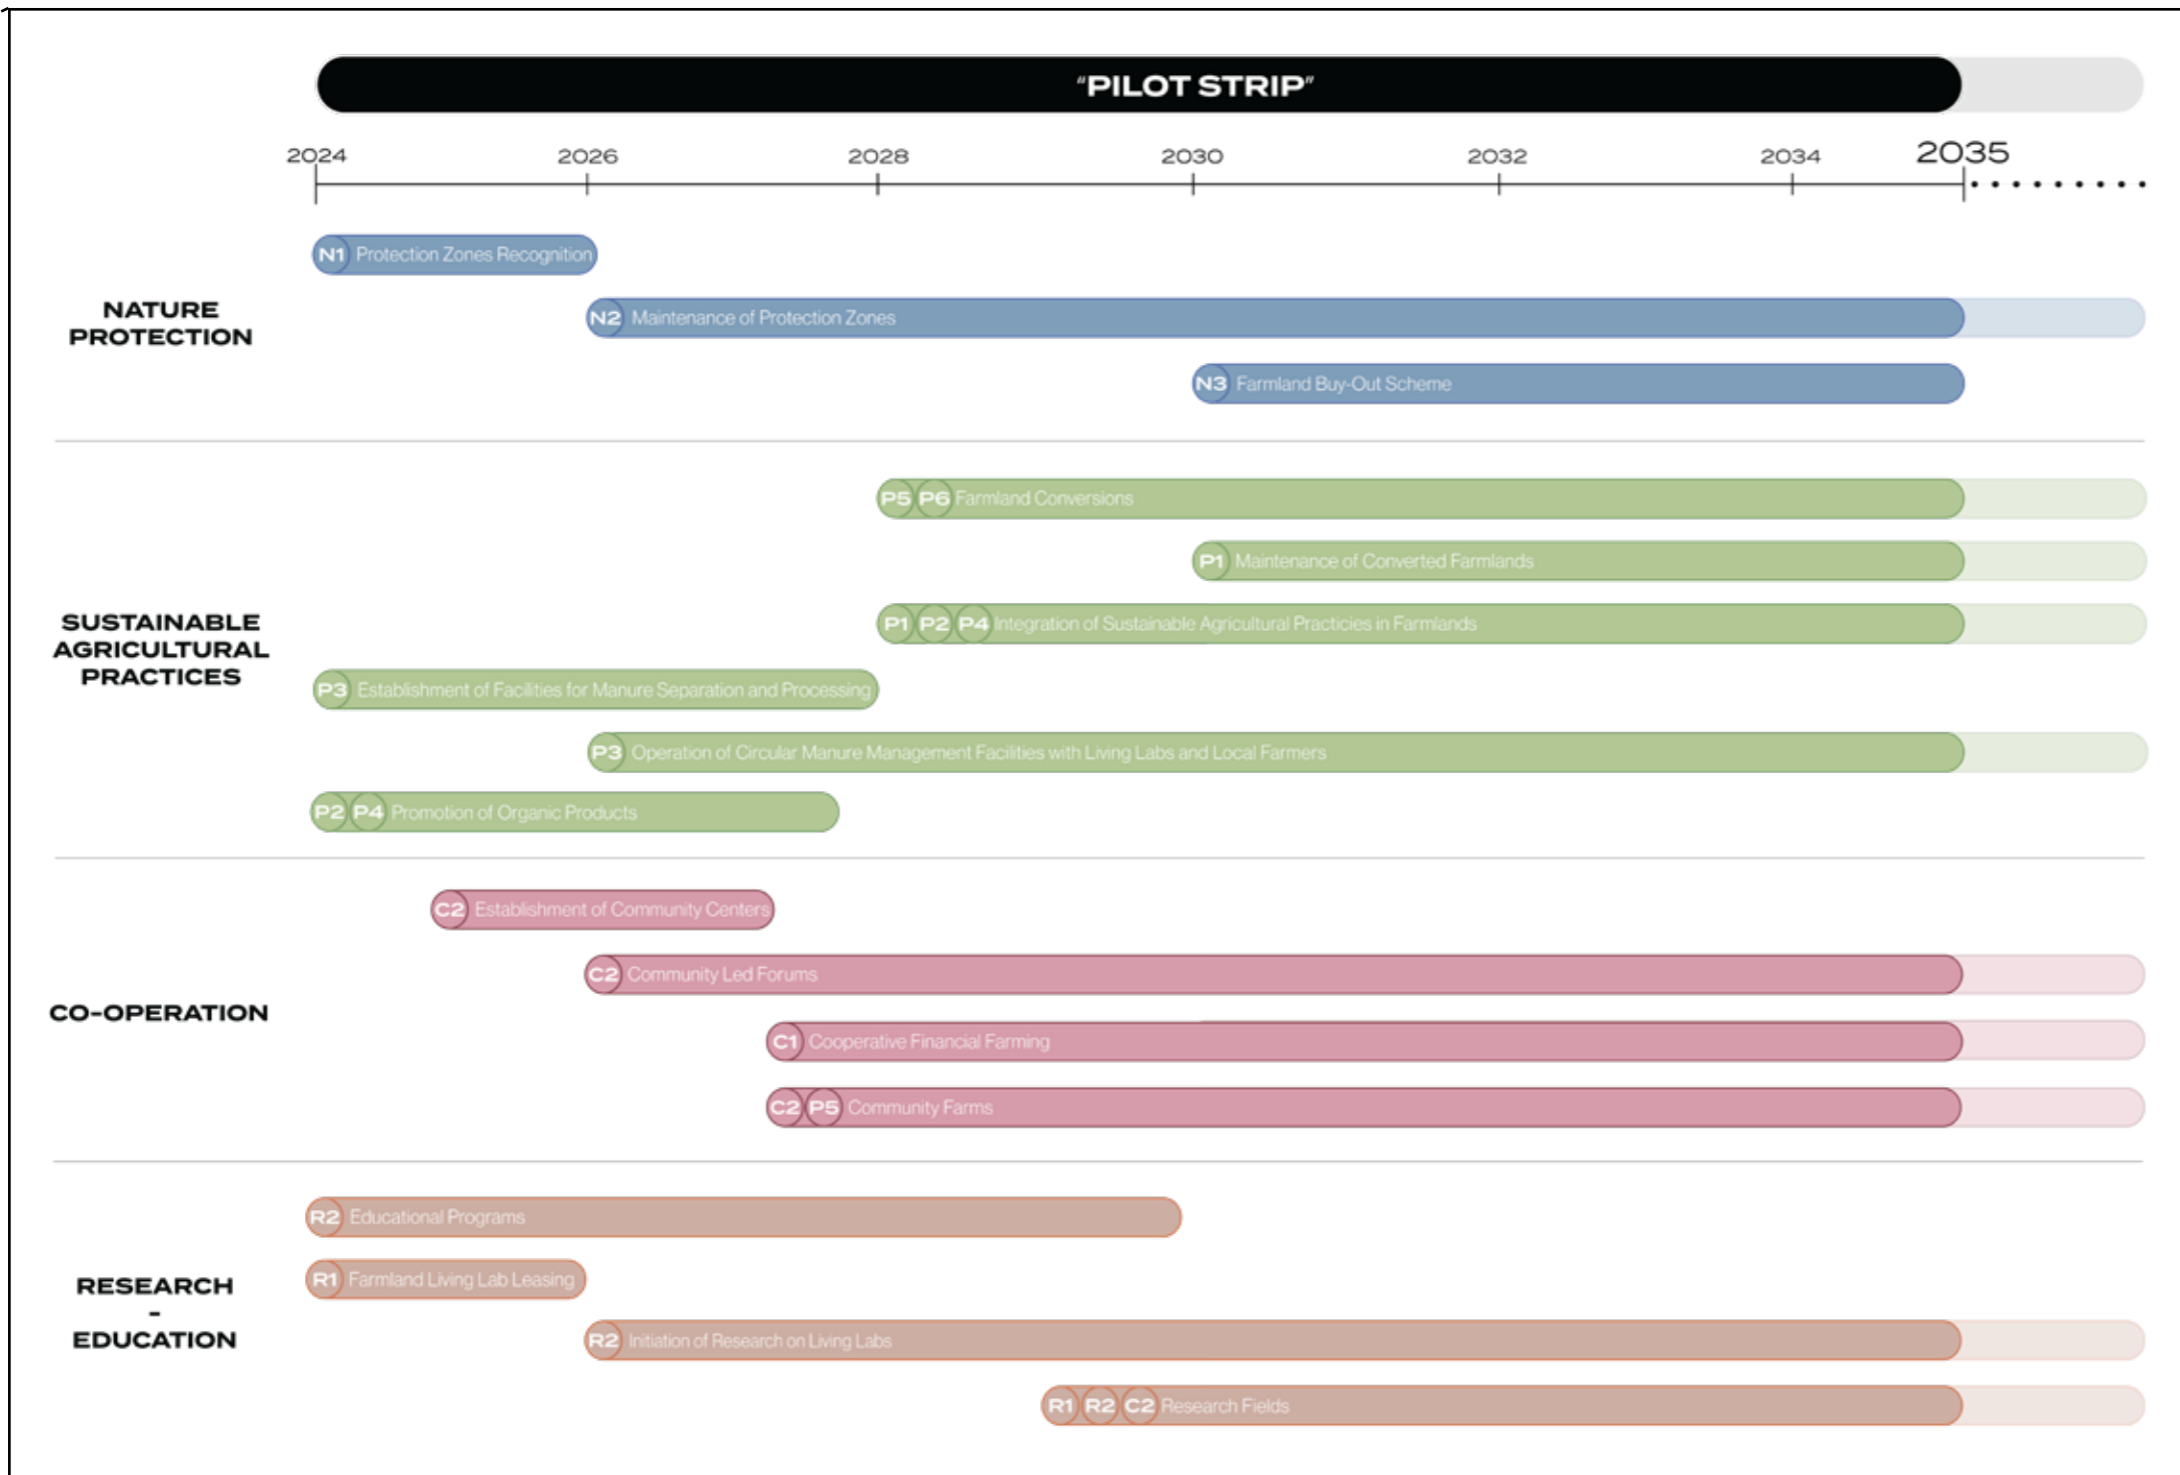 "PILOT STRIP"
2024 2026 2028 2030 2032 2034 2035
N1 Protection Zones Recognition
NATURE
PROTECTION
N2 Maintenance of Protection Zones
N3 Farmland Buy-Out Scheme
P5 P6 Farmland Conversions
P1 Maintenance of Converted Farmlands
SUSTAINABLE
AGRICULTURAL
PRACTICES
P1 P2 P4 Integration of Sustainable Agricultural Practicies in Farmlands
P3 Establishment of Facilities for Manure Separation and Processing
P3 Operation of Circular Manure Management Facilities with Living Labs and Local Farmers
P2 P4 Promotion of Organic Products
C2 Establishment of Community Centers
C2 Community Led Forums
CO-OPERATION
C1 Cooperative Financial Farming
C2 P5 Community Farms
R2 Educational Programs
R1 Farmland Living Lab Leasing
RESEARCH
-
EDUCATION
R2 Initiation of Research on Living Labs
R1 R2 C2 Research Fields